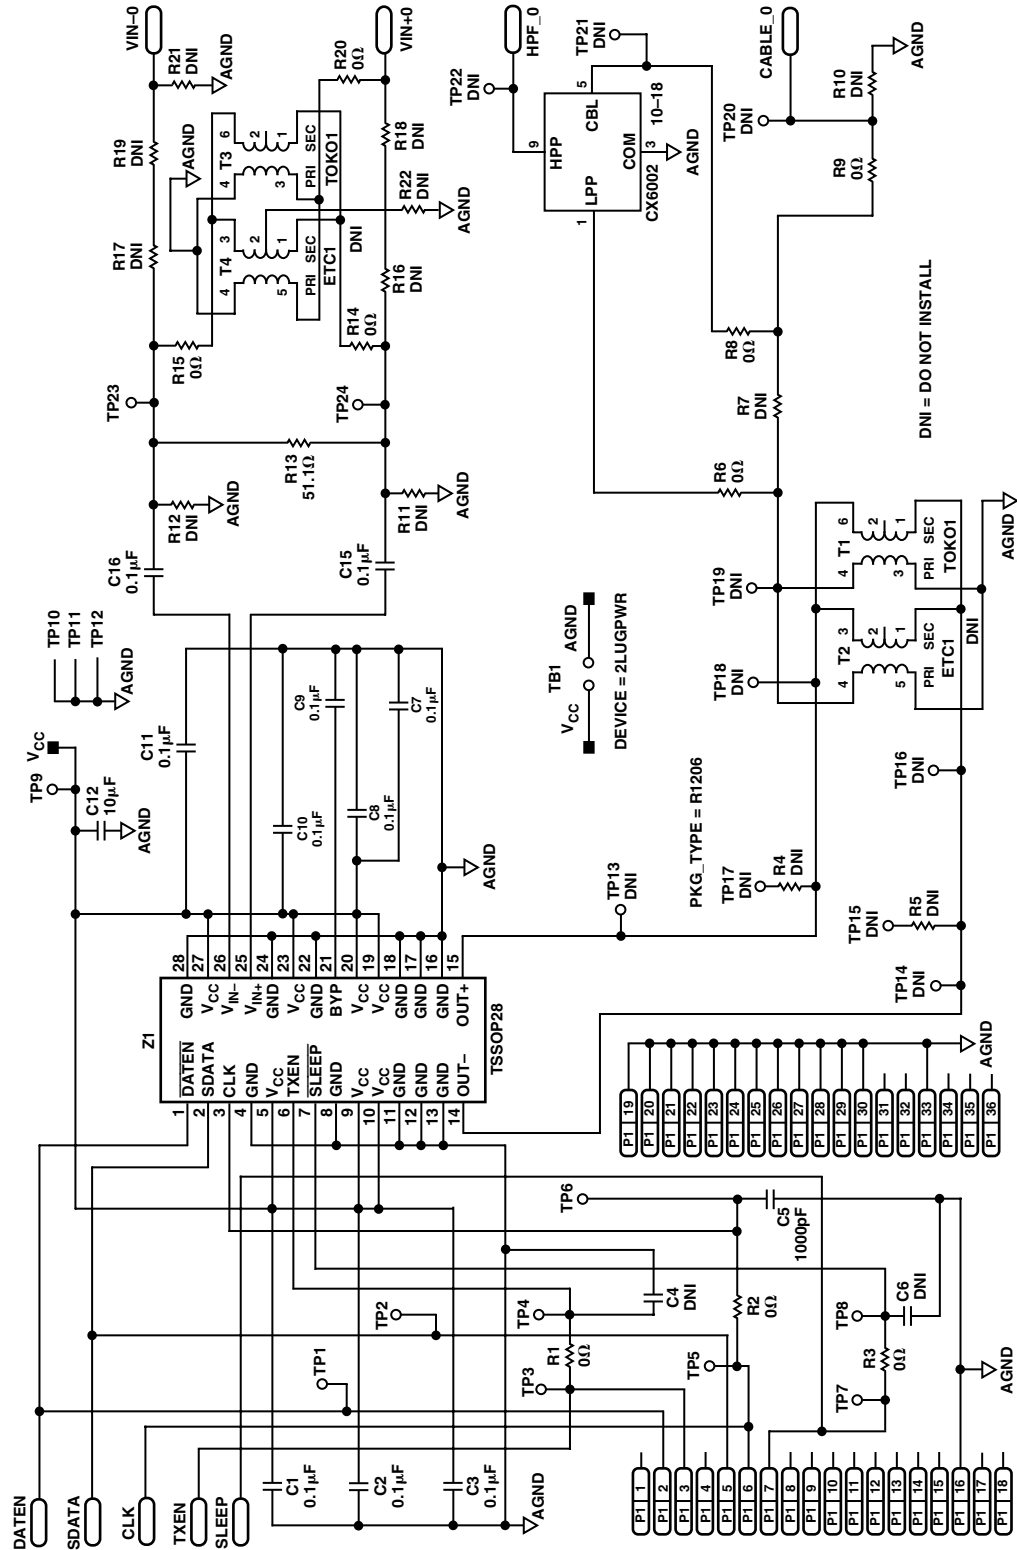 VIN–0
R21
DNI
AGND
R19
DNI
R17
DNI
AGND
R15
0Ω
TP23
R12
DNI
AGND
C16
0.1µF
T3
4
6
3
2
1
PRI
SEC
TOKO1
T4
4
3
5
2
1
PRI
SEC
ETC1
DNI
R20
0Ω
VIN+0
R18
DNI
R22
DNI
AGND
R16
DNI
R14
0Ω
TP24
R13
51.1Ω
R11
DNI
AGND
C15
0.1µF
HPF_0
TP22
DNI
TP21
DNI
9
HPP
5
CBL
10–18
LPP
1
COM
3
CX6002
AGND
CABLE_0
TP20
DNI
R10
DNI
AGND
R9
0Ω
R8
0Ω
R7
DNI
R6
0Ω
DNI = DO NOT INSTALL
TP10
TP11
TP12
AGND
TP9
VCC
C12
10µF
AGND
C11
0.1µF
C9
0.1µF
C10
0.1µF
C8
0.1µF
C7
0.1µF
AGND
TB1
VCC
AGND
DEVICE = 2LUGPWR
PKG_TYPE = R1206
TP19
DNI
TP18
DNI
T1
4
6
3
2
1
PRI
SEC
TOKO1
T2
4
3
5
2
1
PRI
SEC
ETC1
DNI
AGND
TP17
DNI
R4
DNI
TP16
DNI
TP15
DNI
R5
DNI
TP14
DNI
TP13
DNI
Z1
TSSOP28
1 DATEN
2 SDATA
3 CLK
4 GND
5 VCC
6 TXEN
7 SLEEP
8 GND
9 VCC
10 VCC
11 GND
12 GND
13 GND
14 OUT–
28 GND
27 VCC
26 VIN–
25 VIN+
24 GND
23 VCC
22 GND
21 BYP
20 VCC
19 VCC
18 GND
17 GND
16 GND
15 OUT+
P1 19
P1 20
P1 21
P1 22
P1 23
P1 24
P1 25
P1 26
P1 27
P1 28
P1 29
P1 30
P1 31
P1 32
P1 33
P1 34
P1 35
P1 36
AGND
TP6
C5
1000pF
R2
0Ω
TP5
C4
DNI
TP4
R1
0Ω
TP3
TP2
TP1
TP8
C6
DNI
R3
0Ω
TP7
AGND
DATEN
SDATA
CLK
TXEN
SLEEP
C1
0.1µF
C2
0.1µF
C3
0.1µF
AGND
P1 1
P1 2
P1 3
P1 4
P1 5
P1 6
P1 7
P1 8
P1 9
P1 10
P1 11
P1 12
P1 13
P1 14
P1 15
P1 16
P1 17
P1 18